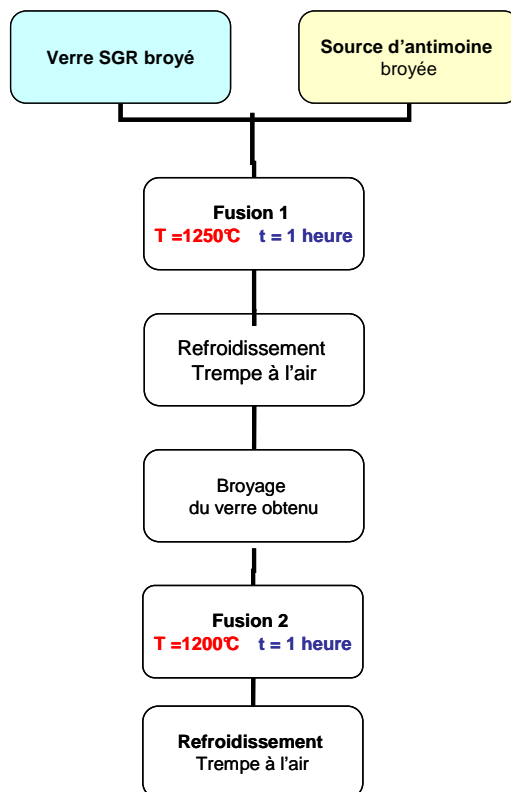 Verre SGR broyé
Source d'antimoine
broyée
Fusion 1
T =1250°C t = 1 heure
Refroidissement
Trempe à l'air
Broyage
du verre obtenu
Fusion 2
T =1200°C t = 1 heure
Refroidissement
Trempe à l'air